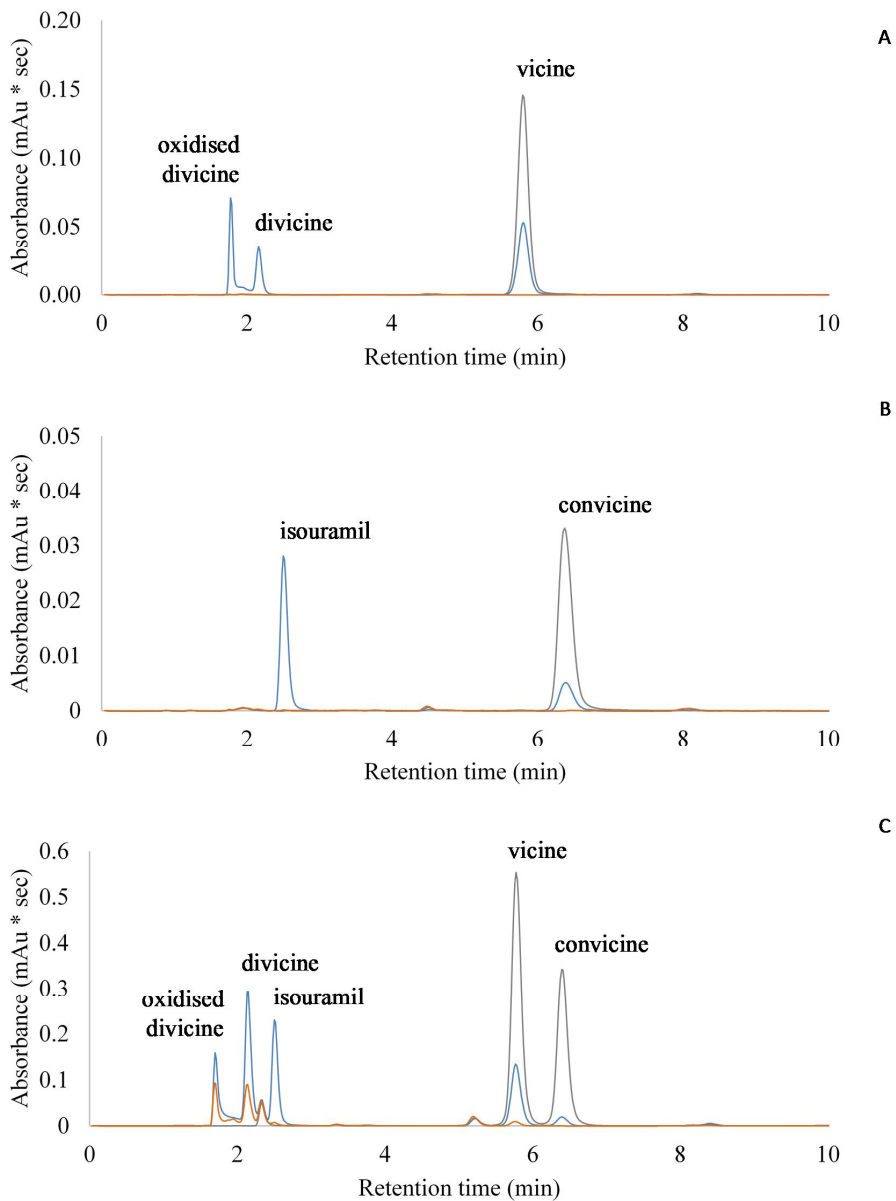 A
0.20
0.15
0.10
0.05
0.00
Absorbance (mAu * sec)
oxidised
divicine
divicine
vicine
0 2 4 6 8 10
Retention time (min)
B
0.05
0.04
0.03
0.02
0.01
0
Absorbance (mAu * sec)
isouramil
convicine
0 2 4 6 8 10
Retention time (min)
C
0.6
0.5
0.4
0.3
0.2
0.1
0
Absorbance (mAu * sec)
oxidised
divicine
divicine
isouramil
vicine
convicine
0 2 4 6 8 10
Retention time (min)